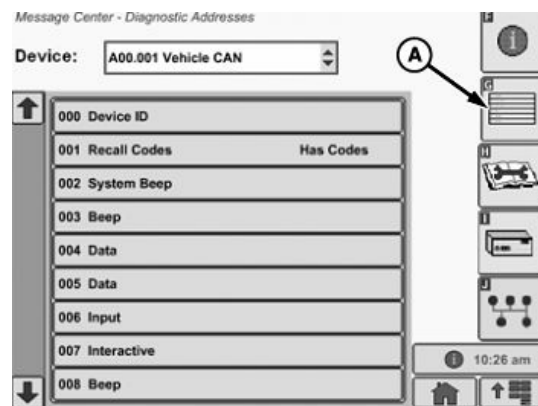 Message Center - Diagnostic Addresses
F
Device:
A00.001 Vehicle CAN
A
G
000 Device ID
001 Recall Codes Has Codes
002 System Beep
H
003 Beep
004 Data
I
005 Data
006 Input
J
007 Interactive
10:26 am
008 Beep